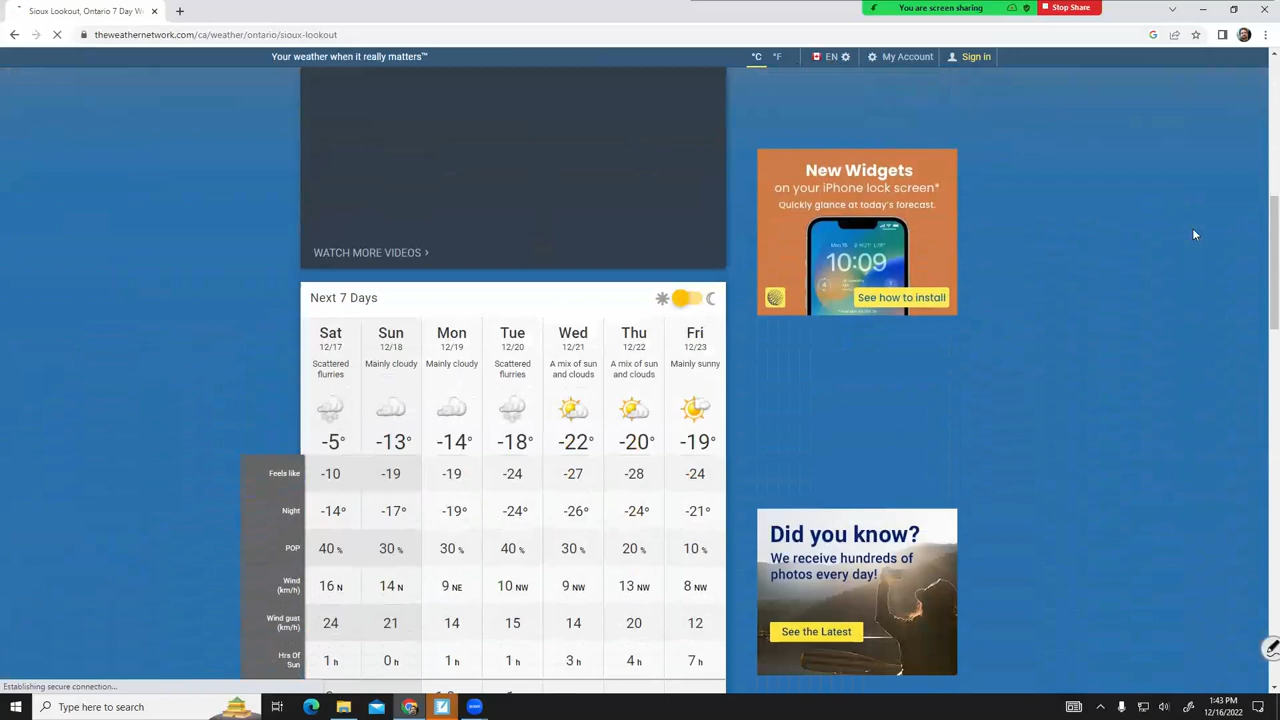 Sioux Lookout, Ontario 7 Day W
You are screen sharing
Stop Share
theweathernetwork.com/ca/weather/ontario/sioux-lookout
Your weather when it really matters™
°C °F EN My Account Sign in
WATCH MORE VIDEOS ›
New Widgets
on your iPhone lock screen*
Quickly glance at today's forecast.
10:09
See how to install
Next 7 Days
Sat Sun Mon Tue Wed Thu Fri
12/17 12/18 12/19 12/20 12/21 12/22 12/23
Scattered flurries Mainly cloudy Mainly cloudy Scattered flurries A mix of sun and clouds A mix of sun and clouds Mainly sunny
-5° -13° -14° -18° -22° -20° -19°
Feels like -10 -19 -19 -24 -27 -28 -24
Night -14° -17° -19° -24° -26° -24° -21°
POP 40 % 30 % 30 % 40 % 30 % 20 % 10 %
Wind (km/h) 16 N 14 N 9 NE 10 NW 9 NW 13 NW 8 NW
Wind gust (km/h) 24 21 14 15 14 20 12
Hrs Of Sun 1 h 0 h 1 h 1 h 3 h 4 h 7 h
Did you know?
We receive hundreds of
photos every day!
See the Latest
Establishing secure connection...
Type here to search
1:43 PM
12/16/2022